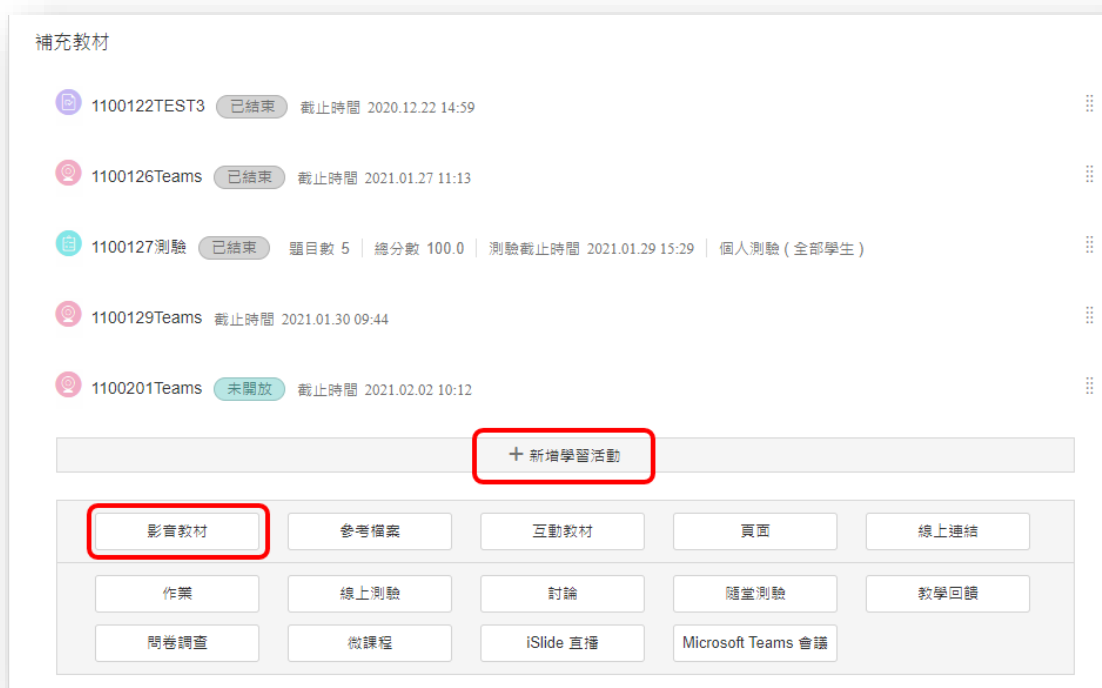 補充教材
1100122TEST3 已結束 截止時間 2020.12.22 14:59
1100126Teams 已結束 截止時間 2021.01.27 11:13
1100127測驗 已結束 題目數 5 總分數 100.0 測驗截止時間 2021.01.29 15:29 個人測驗 ( 全部學生 )
1100129Teams 截止時間 2021.01.30 09:44
1100201Teams 未開放 截止時間 2021.02.02 10:12
+ 新增學習活動
影音教材 參考檔案 互動教材 頁面 線上連結
作業 線上測驗 討論 隨堂測驗 教學回饋
問卷調查 微課程 iSlide 直播 Microsoft Teams 會議